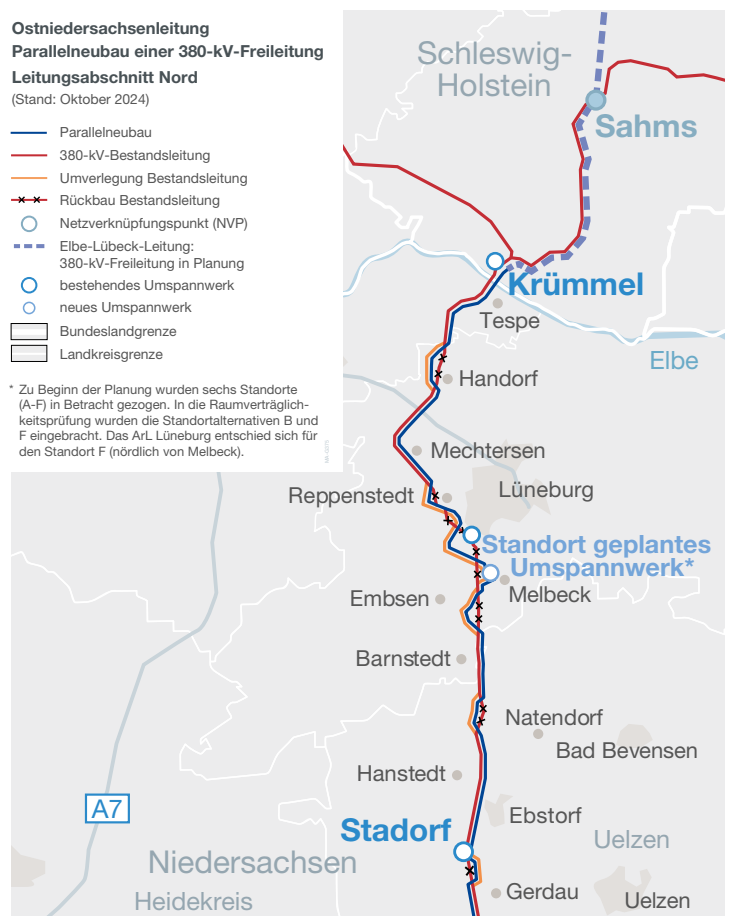 Ostniedersachsenleitung
Parallelneubau einer 380-kV-Freileitung
Leitungsabschnitt Nord
(Stand: Oktober 2024)
Parallelneubau
380-kV-Bestandsleitung
Umverlegung Bestandsleitung
Rückbau Bestandsleitung
Netzverknüpfungspunkt (NVP)
Elbe-Lübeck-Leitung:
380-kV-Freileitung in Planung
bestehendes Umspannwerk
neues Umspannwerk
Bundeslandgrenze
Landkreisgrenze
* Zu Beginn der Planung wurden sechs Standorte
(A-F) in Betracht gezogen. In die Raumverträglich-
keitsprüfung wurden die Standortalternativen B und
F eingebracht. Das ArL Lüneburg entschied sich für
den Standort F (nördlich von Melbeck).
Schleswig-
Holstein
Sahms
Krümmel
Tespe
Elbe
Handorf
Mechtersen
Reppenstedt
Lüneburg
Standort geplantes
Umspannwerk*
Melbeck
Embsen
Barnstedt
Natendorf
Bad Bevensen
Hanstedt
A7
Ebstorf
Stadorf
Uelzen
Niedersachsen
Heidekreis
Gerdau
Uelzen